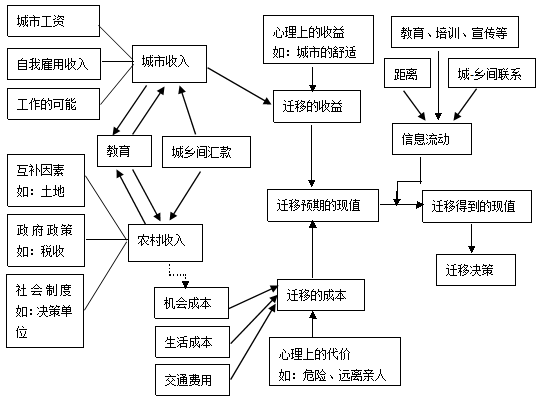 城市工资
自我雇用收入
工作的可能
城市收入
心理上的收益
如：城市的舒适
教育、培训、宣传等
距离
城-乡间联系
迁移的收益
信息流动
教育
城乡间汇款
互补因素
如：土地
政府政策
如：税收
社会制度
如：决策单
位
农村收入
迁移预期的现值
迁移得到的现值
迁移决策
机会成本
生活成本
交通费用
迁移的成本
心理上的代价
如：危险、远离亲人